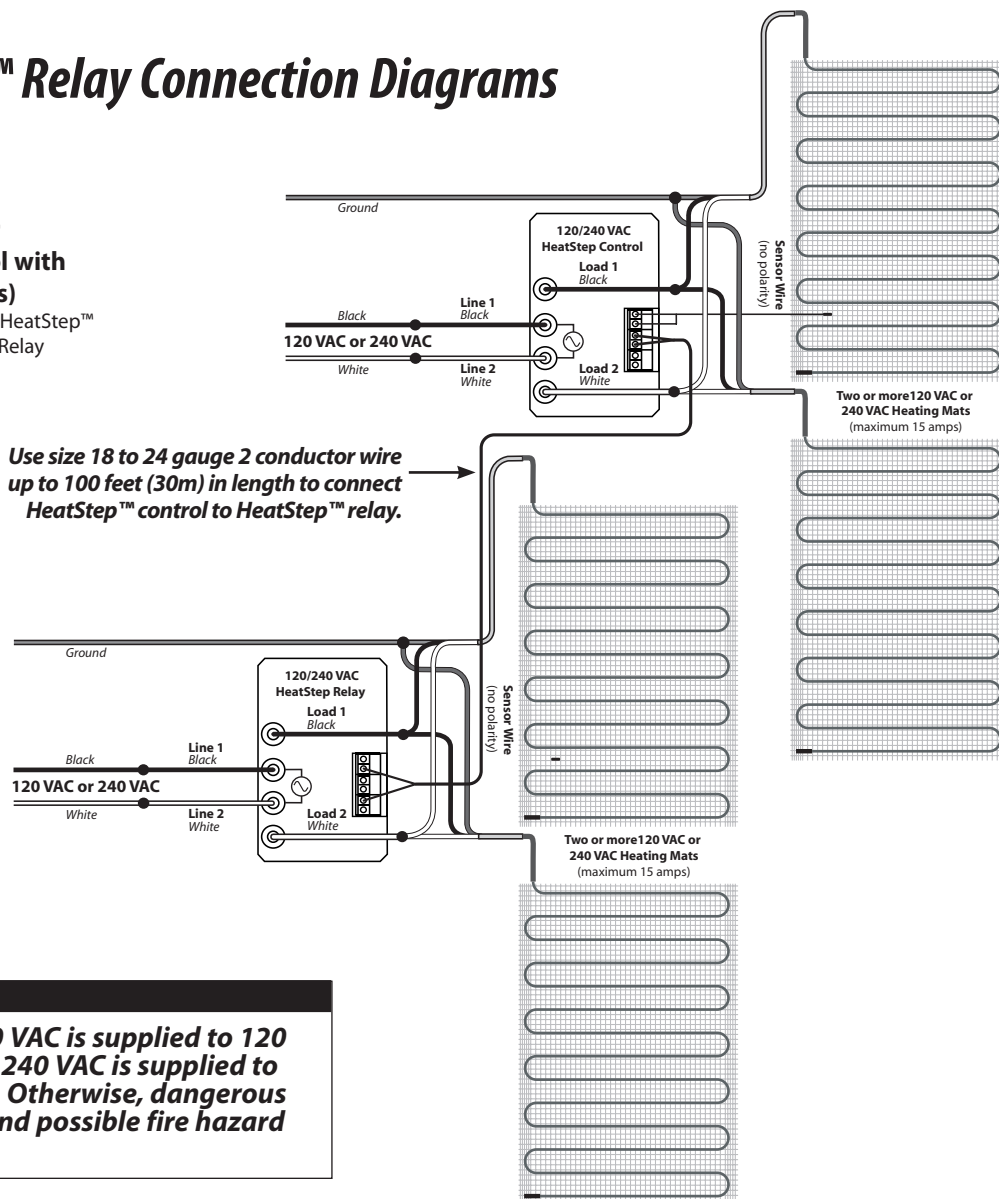 ™ Relay Connection Diagrams
l with
s)
HeatStep™
Relay
Ground
120/240 VAC
HeatStep Control
Load 1
Black
Line 1
Black
Black
120 VAC or 240 VAC
White
Line 2
White
Load 2
White
Sensor Wire
(no polarity)
Two or more120 VAC or
240 VAC Heating Mats
(maximum 15 amps)
Use size 18 to 24 gauge 2 conductor wire
up to 100 feet (30m) in length to connect
HeatStep™ control to HeatStep™ relay.
Ground
120/240 VAC
HeatStep Relay
Load 1
Black
Line 1
Black
Black
120 VAC or 240 VAC
White
Line 2
White
Load 2
White
Sensor Wire
(no polarity)
Two or more120 VAC or
240 VAC Heating Mats
(maximum 15 amps)
0 VAC is supplied to 120
240 VAC is supplied to
Otherwise, dangerous
nd possible fire hazard